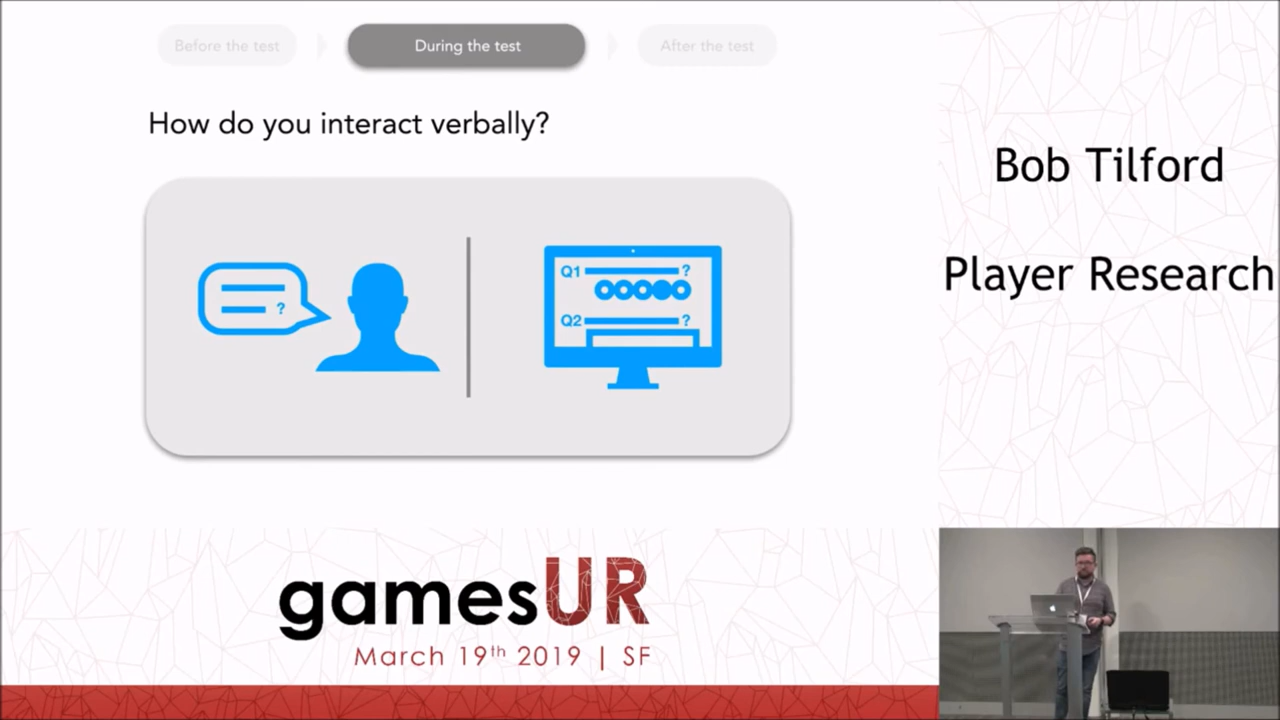 Before the test
During the test
After the test
How do you interact verbally?
?
Q1 ?
Q2 ?
Bob Tilford
Player Research
gamesUR
March 19th 2019 | SF